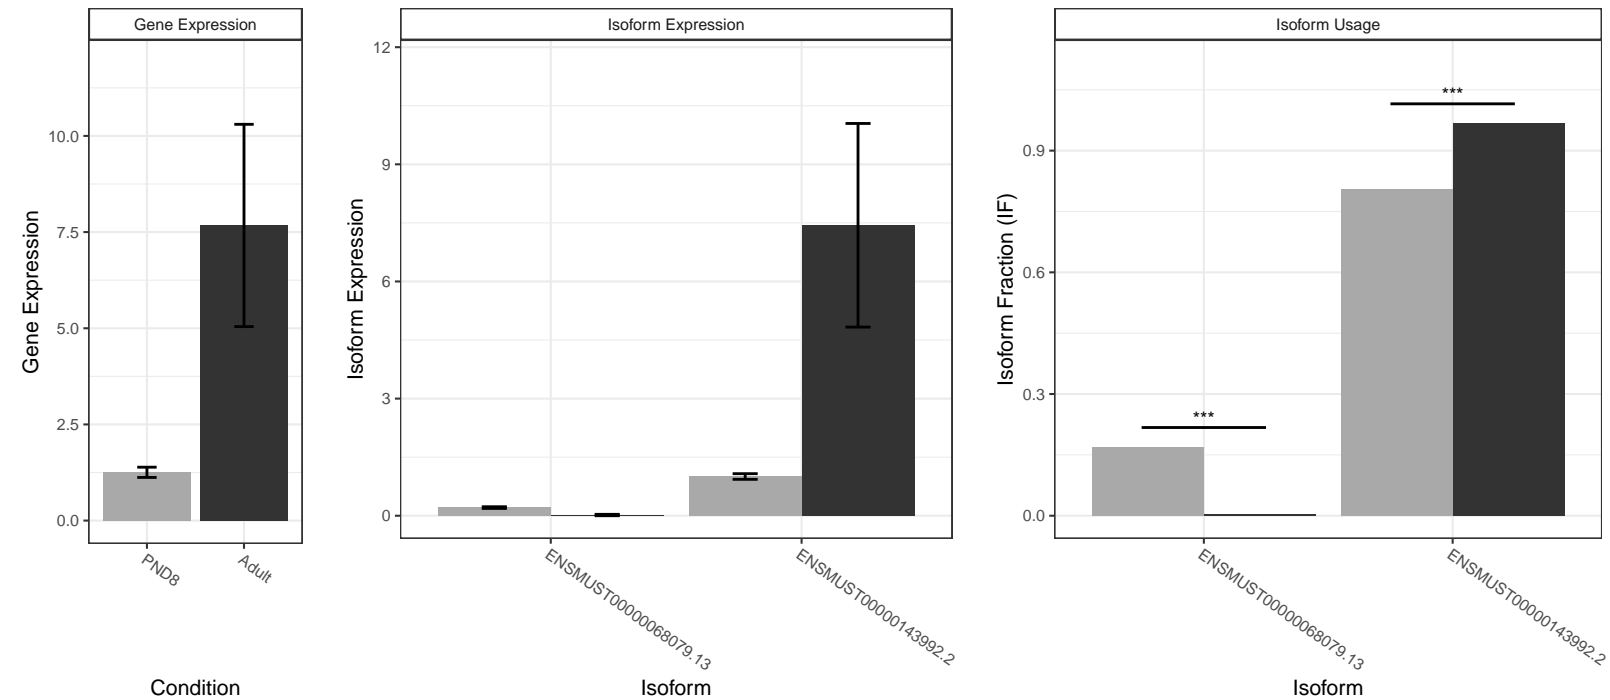 Gene Expression
Gene Expression
10.0
7.5
5.0
2.5
0.0
PND8
Adult
Condition
Isoform Expression
Isoform Expression
12
9
6
3
0
ENSMUST00000068079.13
ENSMUST00000143992.2
Isoform
Isoform Usage
Isoform Fraction (IF)
0.9
0.6
0.3
0.0
***
***
ENSMUST00000068079.13
ENSMUST00000143992.2
Isoform